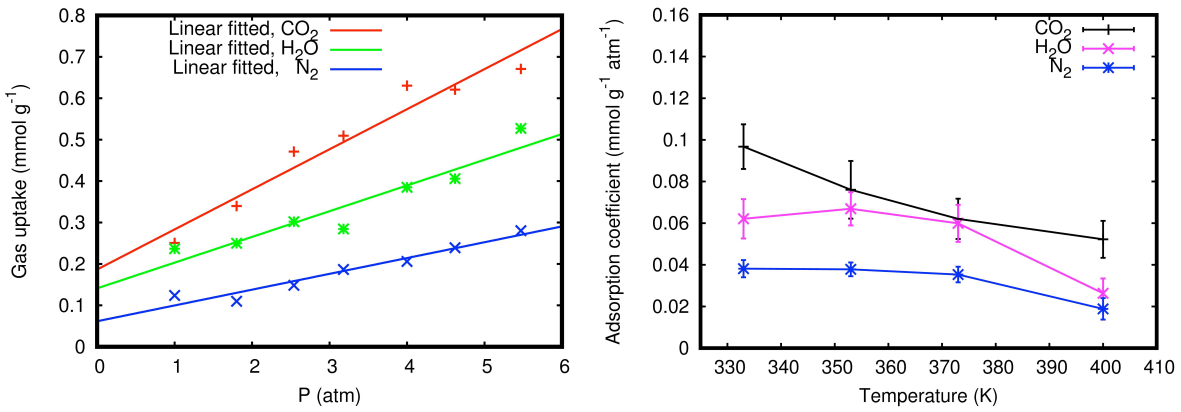 0.8
0.7
0.6
0.5
0.4
0.3
0.2
0.1
0
0 1 2 3 4 5 6
Gas uptake (mmol g-1)
P (atm)
Linear fitted, CO2
Linear fitted, H2O
Linear fitted, N2
0.16
0.14
0.12
0.1
0.08
0.06
0.04
0.02
0
330 340 350 360 370 380 390 400 410
Adsorption coefficient (mmol g-1 atm-1)
Temperature (K)
CO2
H2O
N2